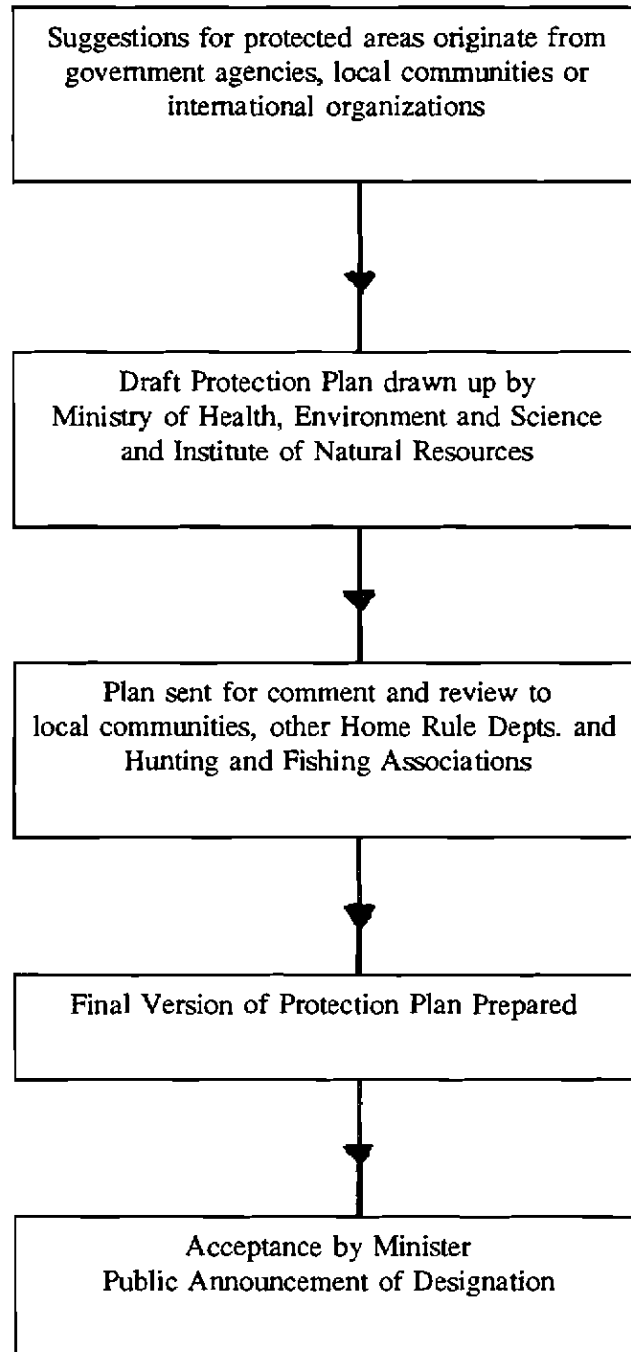 Suggestions for protected areas originate from
government agencies, local communities or
international organizations
Draft Protection Plan drawn up by
Ministry of Health, Environment and Science
and Institute of Natural Resources
Plan sent for comment and review to
local communities, other Home Rule Depts. and
Hunting and Fishing Associations
Final Version of Protection Plan Prepared
Acceptance by Minister
Public Announcement of Designation